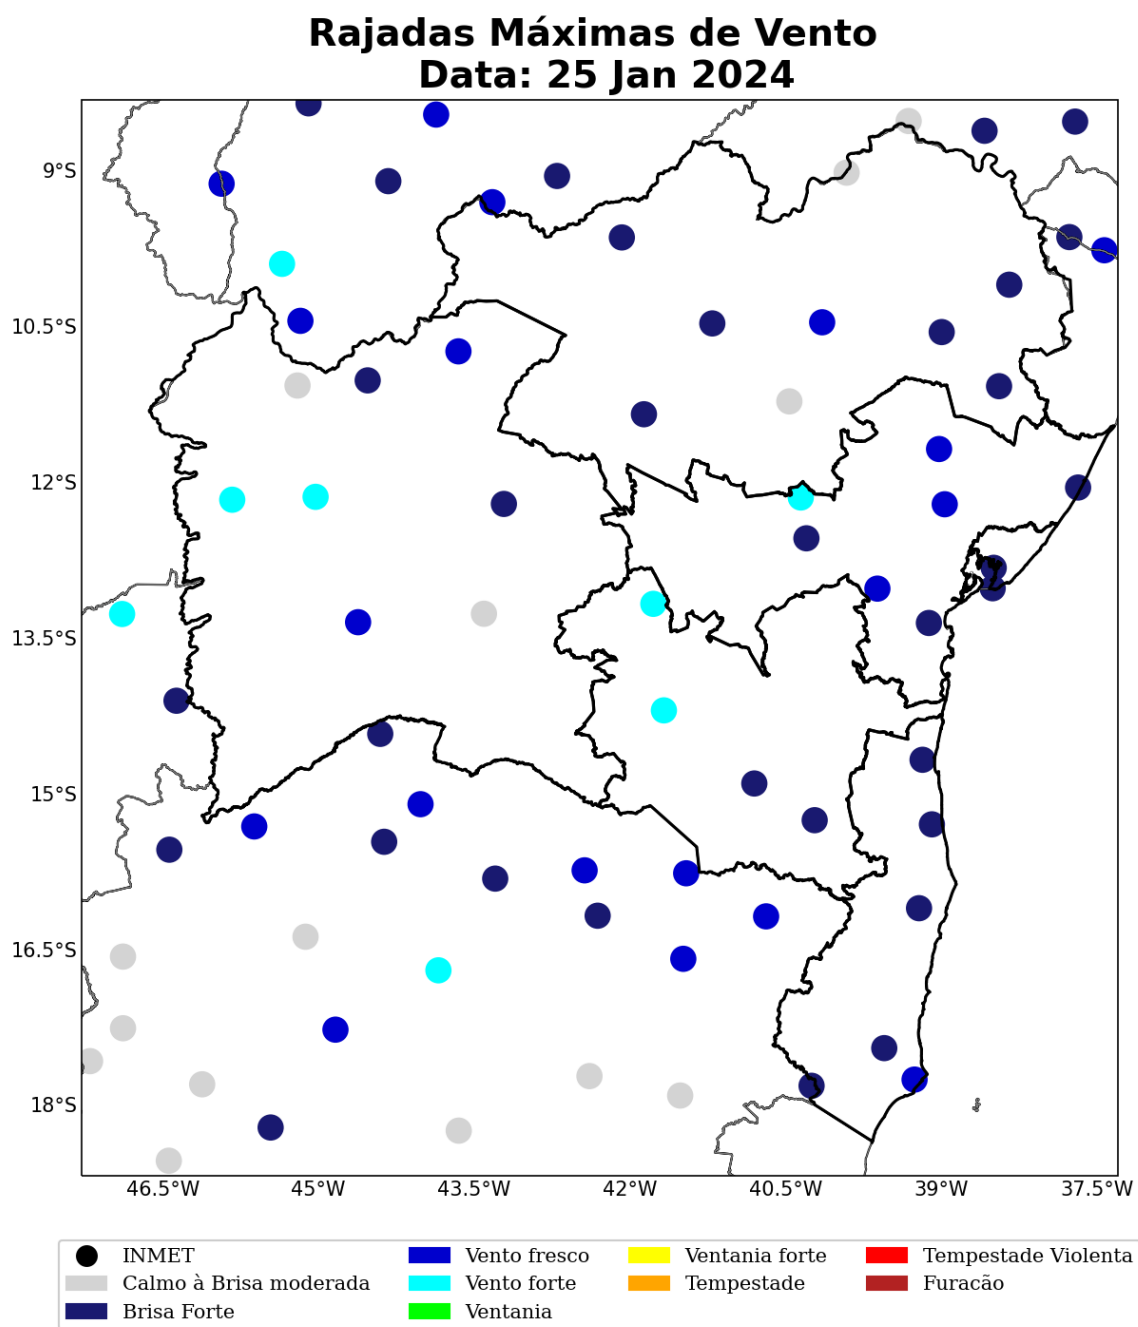 Rajadas Máximas de Vento
Data: 25 Jan 2024
9°S
10.5°S
12°S
13.5°S
15°S
16.5°S
18°S
46.5°W 45°W 43.5°W 42°W 40.5°W 39°W 37.5°W
INMET Vento fresco Ventania forte Tempestade Violenta
Calmo à Brisa moderada Vento forte Tempestade Furacão
Brisa Forte Ventania